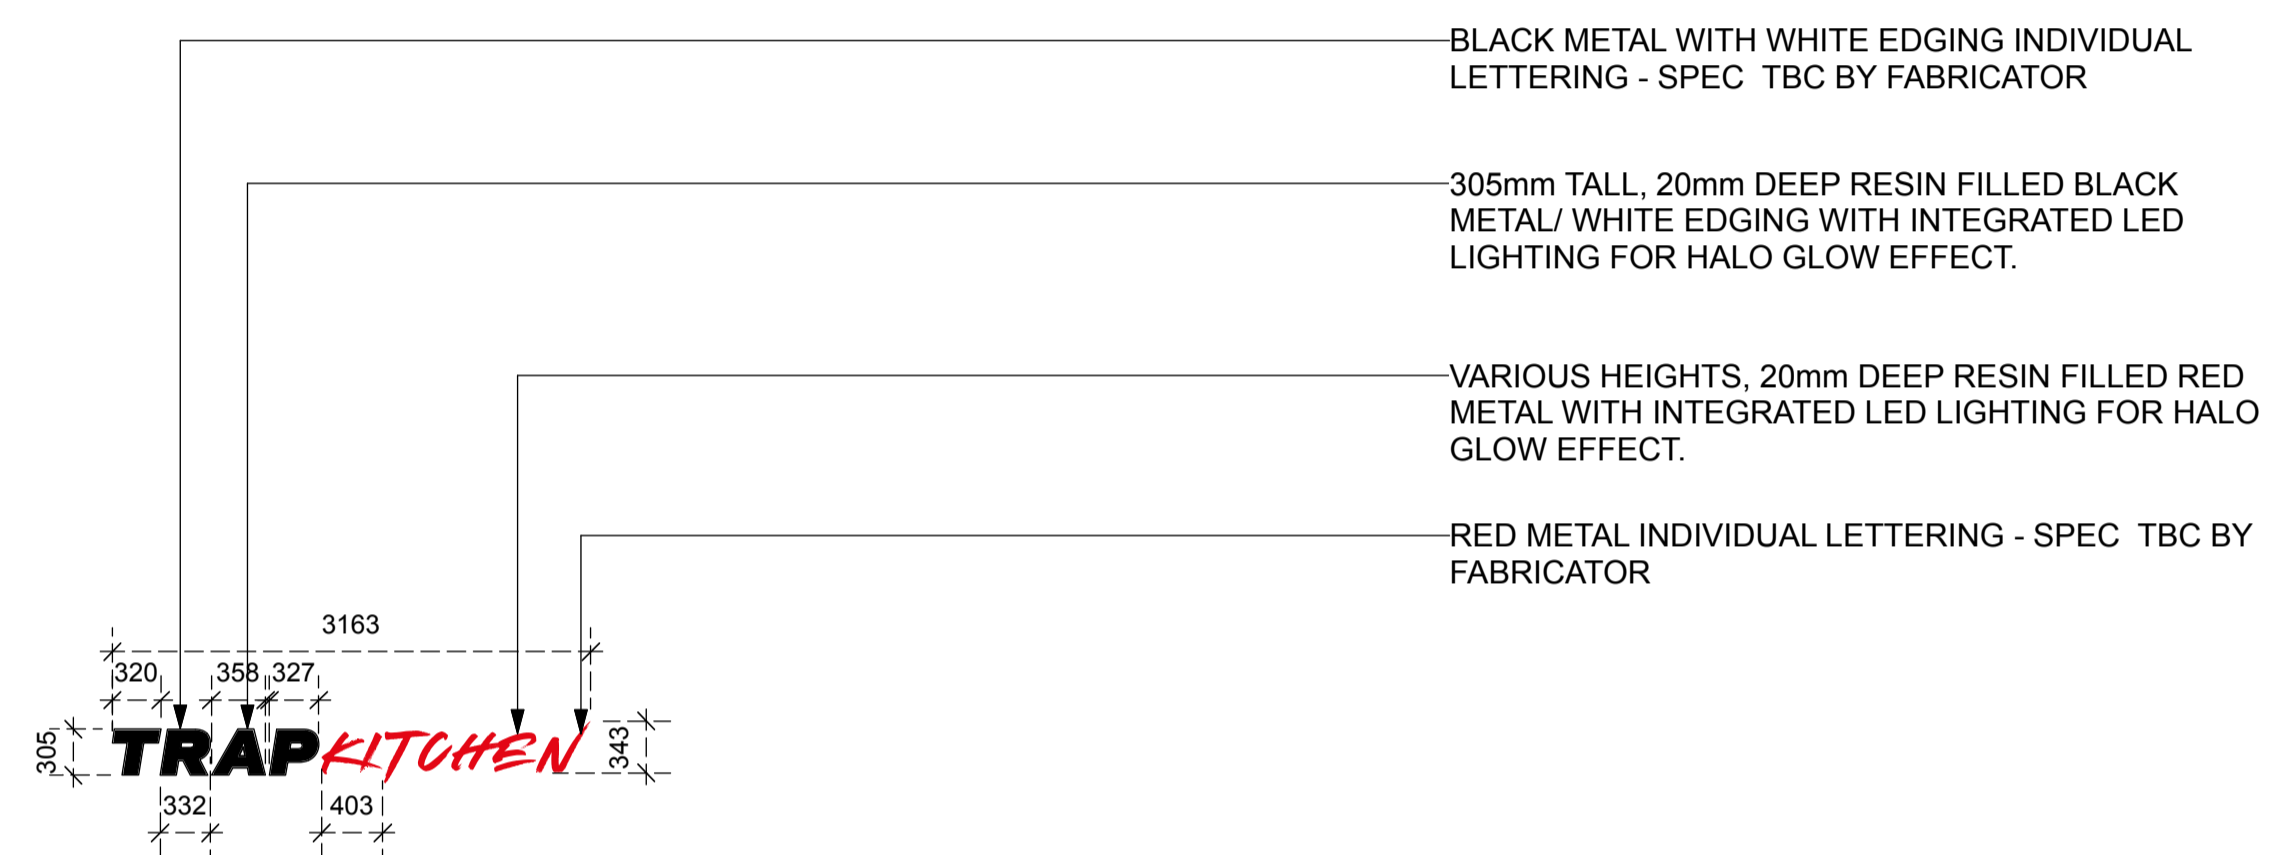 BLACK METAL WITH WHITE EDGING INDIVIDUAL
LETTERING - SPEC  TBC BY FABRICATOR
305mm TALL, 20mm DEEP RESIN FILLED BLACK
METAL/ WHITE EDGING WITH INTEGRATED LED
LIGHTING FOR HALO GLOW EFFECT.
VARIOUS HEIGHTS, 20mm DEEP RESIN FILLED RED
METAL WITH INTEGRATED LED LIGHTING FOR HALO
GLOW EFFECT.
RED METAL INDIVIDUAL LETTERING - SPEC  TBC BY
FABRICATOR
3163
320 358 327
305 TRAPKITCHEN 343
332 403